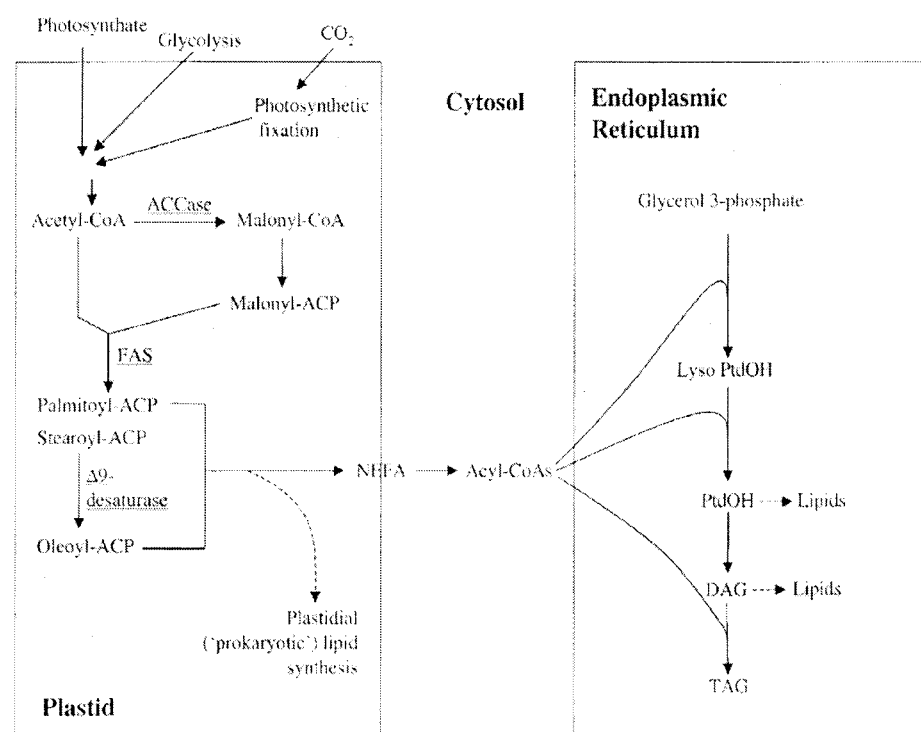 Photosynthate
Glycolysis
CO2
Photosynthetic
fixation
Cytosol
Endoplasmic
Reticulum
Glycerol 3-phosphate
Acetyl-CoA
ACCase
Malonyl-CoA
Malonyl-ACP
FAS
Lyso PtdOH
Palmitoyl-ACP
Stearoyl-ACP
Δ9-
desaturase
Oleoyl-ACP
NEFA
Acyl-CoAs
PtdOH
Lipids
DAG
Lipids
Plastidial
('prokaryotic') lipid
synthesis
TAG
Plastid